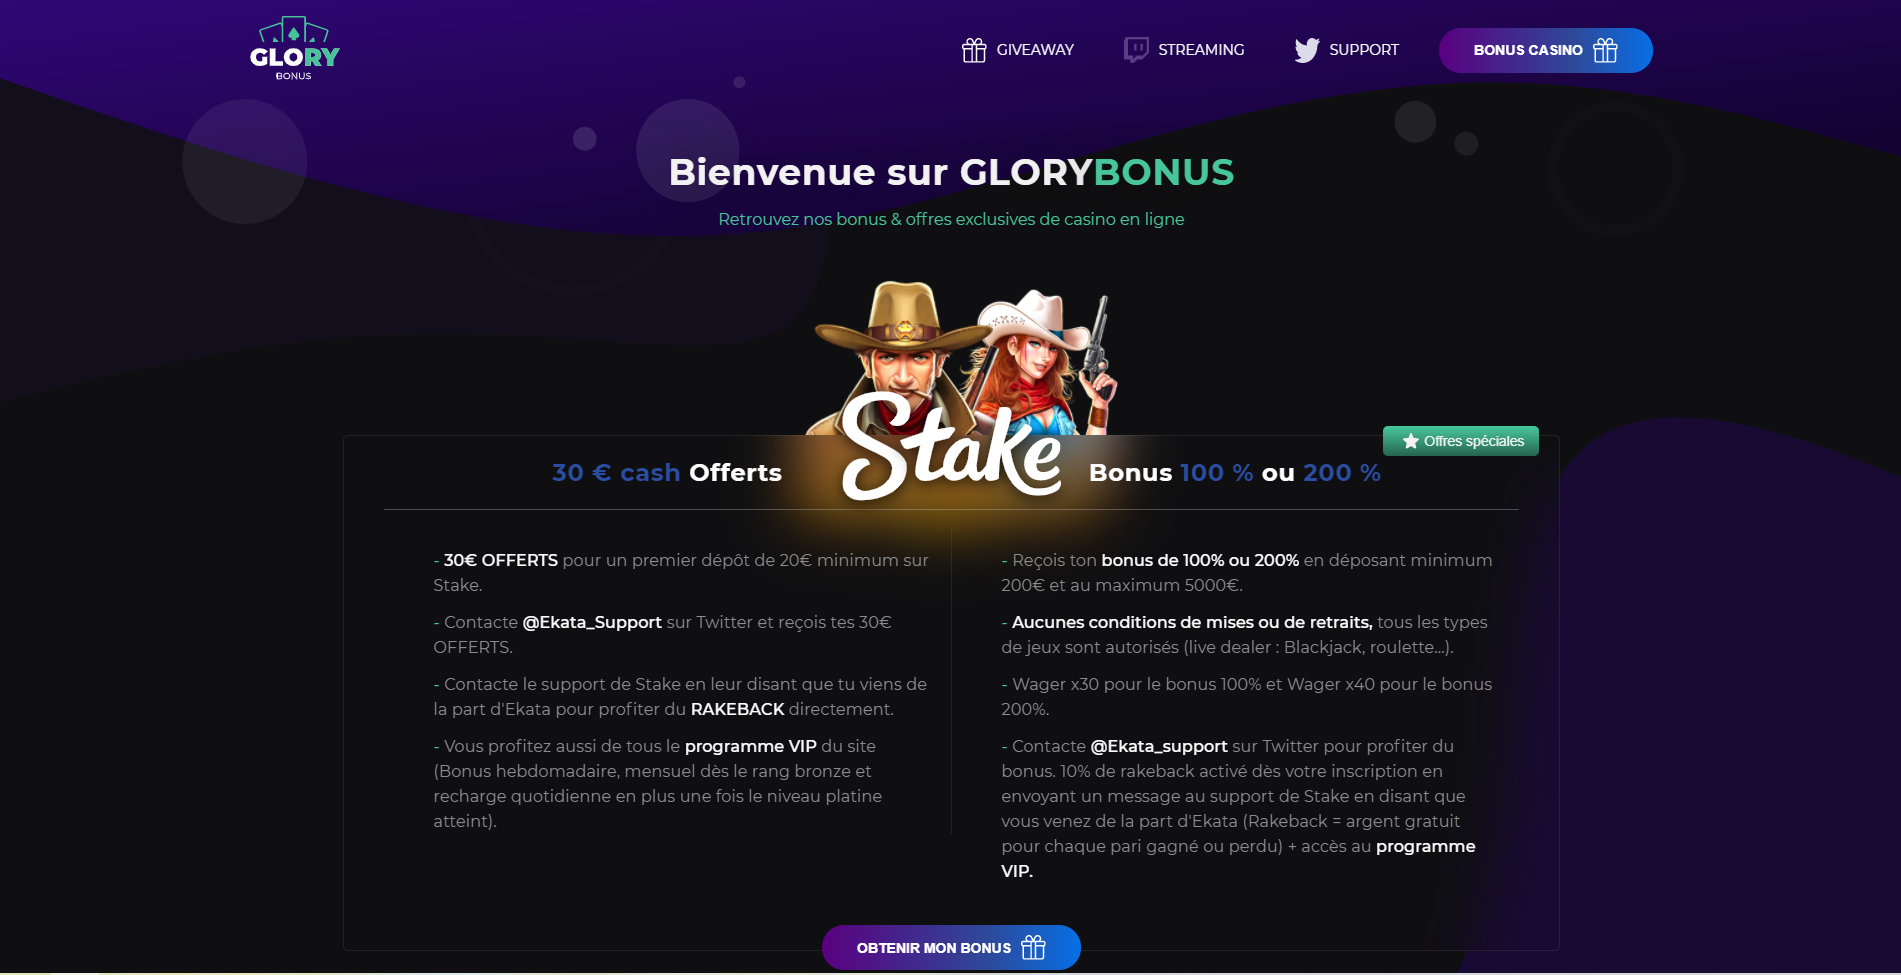 GLORY
BONUS
GIVEAWAY
STREAMING
SUPPORT
BONUS CASINO
Bienvenue sur GLORYBONUS
Retrouvez nos bonus & offres exclusives de casino en ligne
Stake
Offres spéciales
30 € cash Offerts
Bonus 100 % ou 200 %
- 30€ OFFERTS pour un premier dépôt de 20€ minimum sur
Stake.
- Contacte @Ekata_Support sur Twitter et reçois tes 30€
OFFERTS.
- Contacte le support de Stake en leur disant que tu viens de
la part d'Ekata pour profiter du RAKEBACK directement.
- Vous profitez aussi de tous le programme VIP du site
(Bonus hebdomadaire, mensuel dès le rang bronze et
recharge quotidienne en plus une fois le niveau platine
atteint).
- Reçois ton bonus de 100% ou 200% en déposant minimum
200€ et au maximum 5000€.
- Aucunes conditions de mises ou de retraits, tous les types
de jeux sont autorisés (live dealer : Blackjack, roulette...).
- Wager x30 pour le bonus 100% et Wager x40 pour le bonus
200%.
- Contacte @Ekata_support sur Twitter pour profiter du
bonus. 10% de rakeback activé dès votre inscription en
envoyant un message au support de Stake en disant que
vous venez de la part d'Ekata (Rakeback = argent gratuit
pour chaque pari gagné ou perdu) + accès au programme
VIP.
OBTENIR MON BONUS